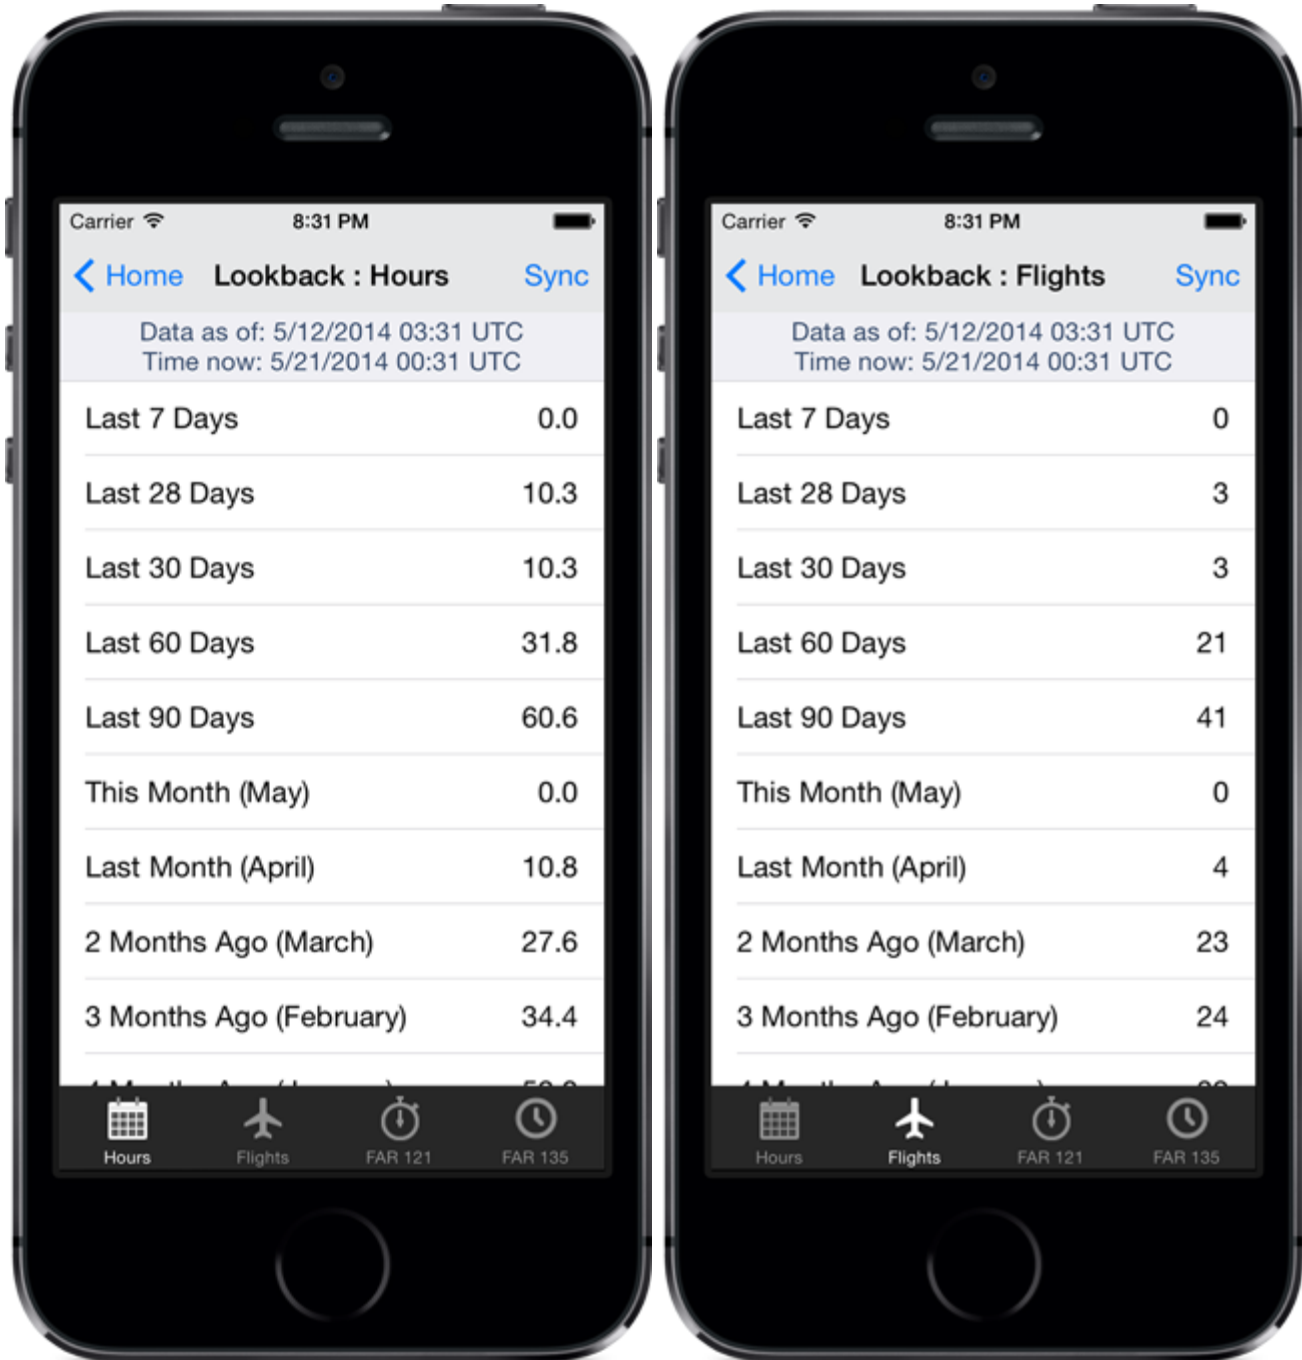 Carrier 8:31 PM
Home Lookback : Hours Sync
Data as of: 5/12/2014 03:31 UTC
Time now: 5/21/2014 00:31 UTC
Last 7 Days 0.0
Last 28 Days 10.3
Last 30 Days 10.3
Last 60 Days 31.8
Last 90 Days 60.6
This Month (May) 0.0
Last Month (April) 10.8
2 Months Ago (March) 27.6
3 Months Ago (February) 34.4
Hours Flights FAR 121 FAR 135
Carrier 8:31 PM
Home Lookback : Flights Sync
Data as of: 5/12/2014 03:31 UTC
Time now: 5/21/2014 00:31 UTC
Last 7 Days 0
Last 28 Days 3
Last 30 Days 3
Last 60 Days 21
Last 90 Days 41
This Month (May) 0
Last Month (April) 4
2 Months Ago (March) 23
3 Months Ago (February) 24
Hours Flights FAR 121 FAR 135